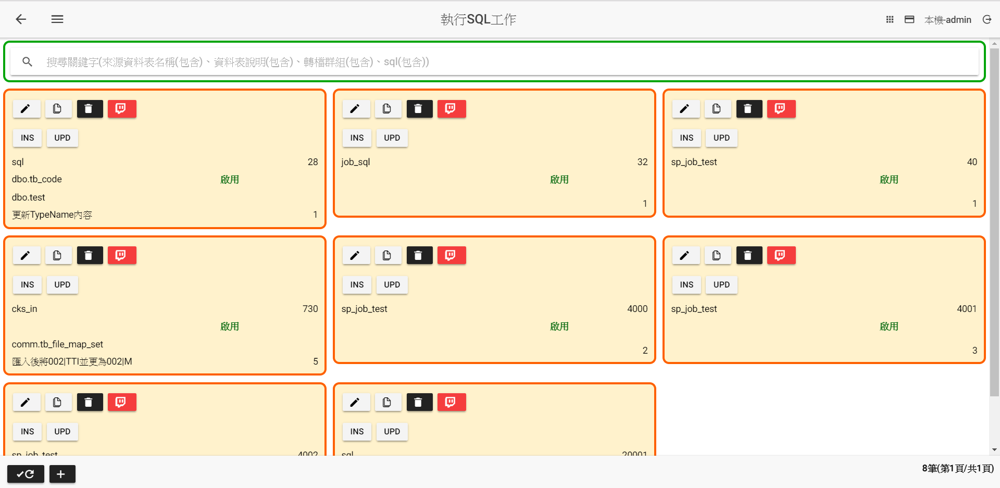 執行SQL工作
本機-admin
搜尋關鍵字(來源資料表名稱(包含)、資料表說明(包含)、轉檔群組(包含)、sql(包含))
INS UPD
sql 28
dbo.tb_code 啟用
dbo.test
更新TypeName內容 1
INS UPD
job_sql 32
啟用
1
INS UPD
sp_job_test 40
啟用
1
INS UPD
cks_in 730
啟用
comm.tb_file_map_set
匯入後將002|TTI並更為002|M 5
INS UPD
sp_job_test 4000
啟用
2
INS UPD
sp_job_test 4001
啟用
3
INS UPD
sp_job_test 4002
INS UPD
sql 20001
8筆(第1頁/共1頁)